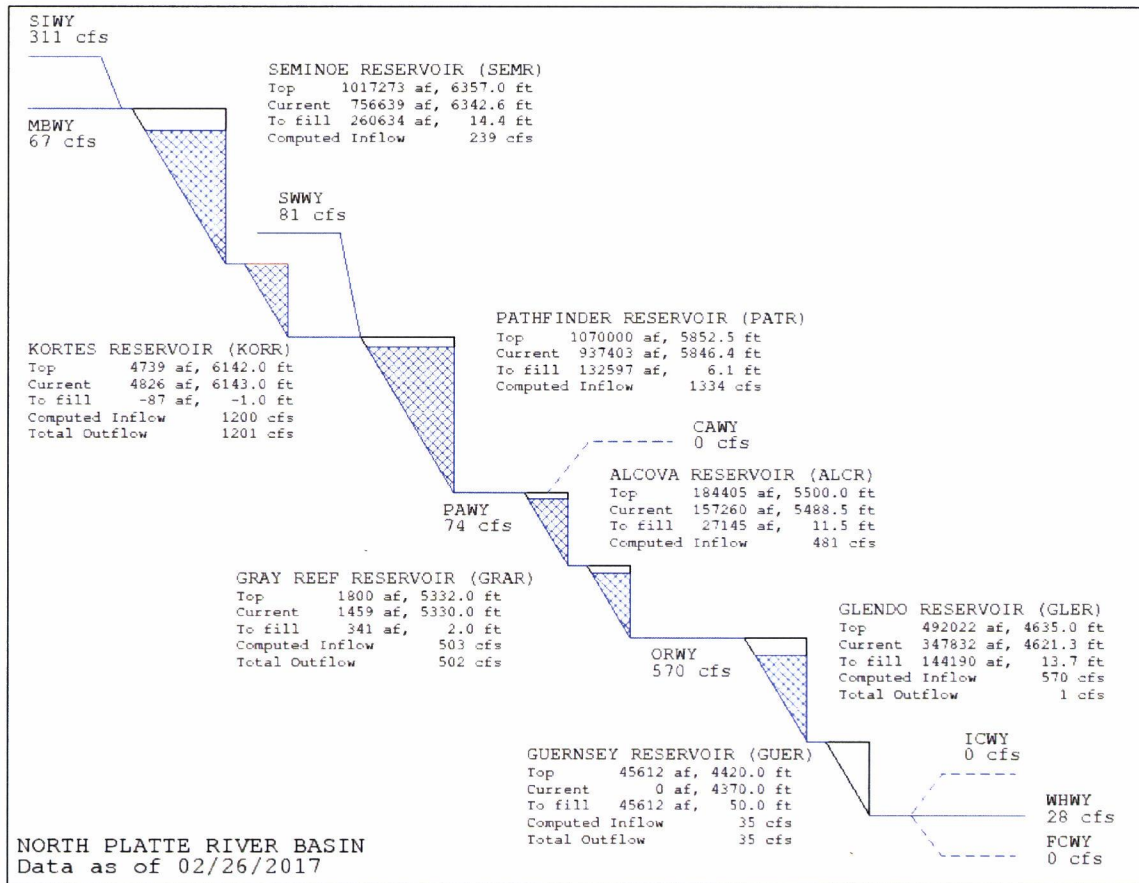 SIWY
311 cfs
MBWY
67 cfs
SEMINOE RESERVOIR (SEMR)
Top 1017273 af, 6357.0 ft
Current 756639 af, 6342.6 ft
To fill 260634 af, 14.4 ft
Computed Inflow 239 cfs
SWWY
81 cfs
KORTES RESERVOIR (KORR)
Top 4739 af, 6142.0 ft
Current 4826 af, 6143.0 ft
To fill -87 af, -1.0 ft
Computed Inflow 1200 cfs
Total Outflow 1201 cfs
PATHFINDER RESERVOIR (PATR)
Top 1070000 af, 5852.5 ft
Current 937403 af, 5846.4 ft
To fill 132597 af, 6.1 ft
Computed Inflow 1334 cfs
CAWY
0 cfs
PAWY
74 cfs
ALCOVA RESERVOIR (ALCR)
Top 184405 af, 5500.0 ft
Current 157260 af, 5488.5 ft
To fill 27145 af, 11.5 ft
Computed Inflow 481 cfs
GRAY REEF RESERVOIR (GRAR)
Top 1800 af, 5332.0 ft
Current 1459 af, 5330.0 ft
To fill 341 af, 2.0 ft
Computed Inflow 503 cfs
Total Outflow 502 cfs
ORWY
570 cfs
GLENDO RESERVOIR (GLER)
Top 492022 af, 4635.0 ft
Current 347832 af, 4621.3 ft
To fill 144190 af, 13.7 ft
Computed Inflow 570 cfs
Total Outflow 1 cfs
GUERNSEY RESERVOIR (GUER)
Top 45612 af, 4420.0 ft
Current 0 af, 4370.0 ft
To fill 45612 af, 50.0 ft
Computed Inflow 35 cfs
Total Outflow 35 cfs
ICWY
0 cfs
WHWY
28 cfs
FCWY
0 cfs
NORTH PLATTE RIVER BASIN
Data as of 02/26/2017